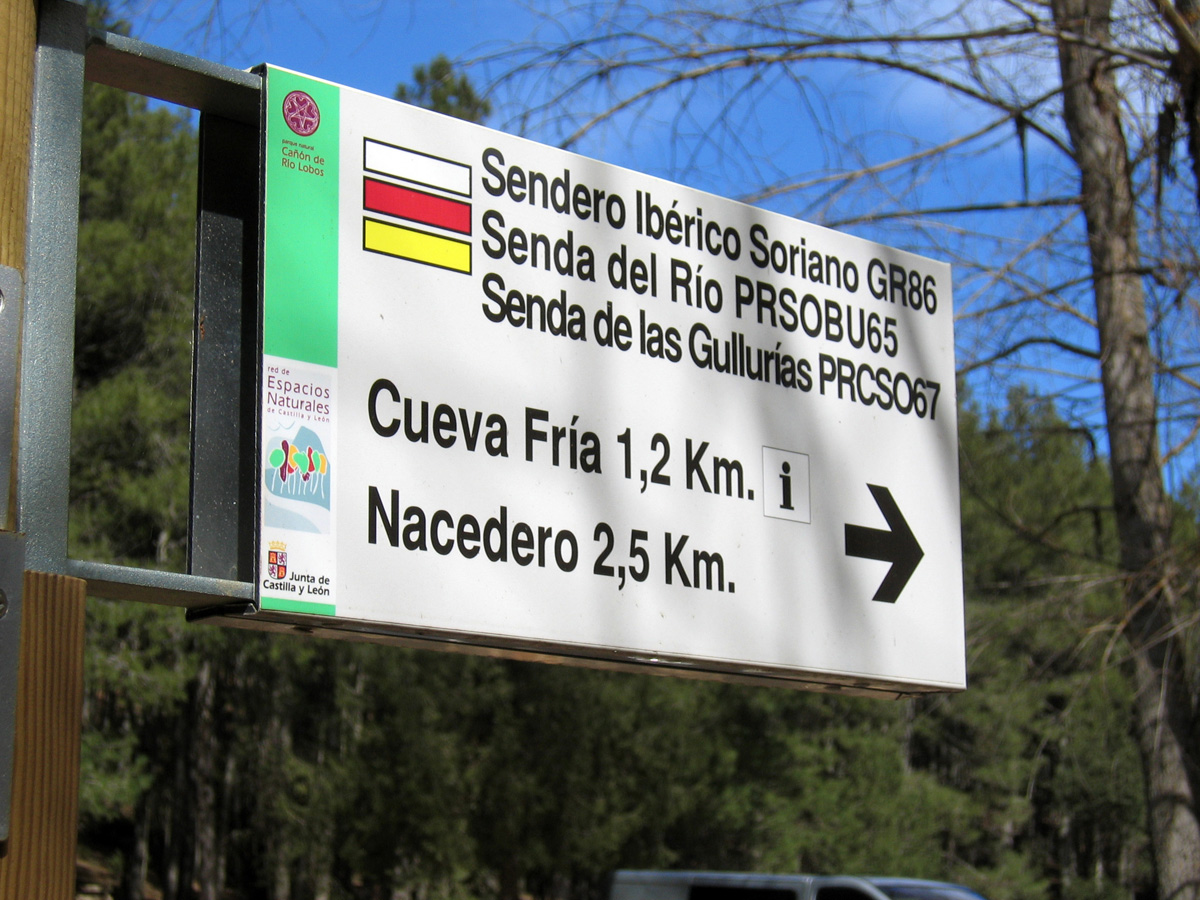 parque natural
Cañón de
Río Lobos
Sendero Ibérico Soriano GR86
Senda del Río PRSOBU65
Senda de las Gullurías PRCSO67
Cueva Fría 1,2 Km. i
Nacedero 2,5 Km.
red de
Espacios
Naturales
de Castilla y León
Junta de
Castilla y León